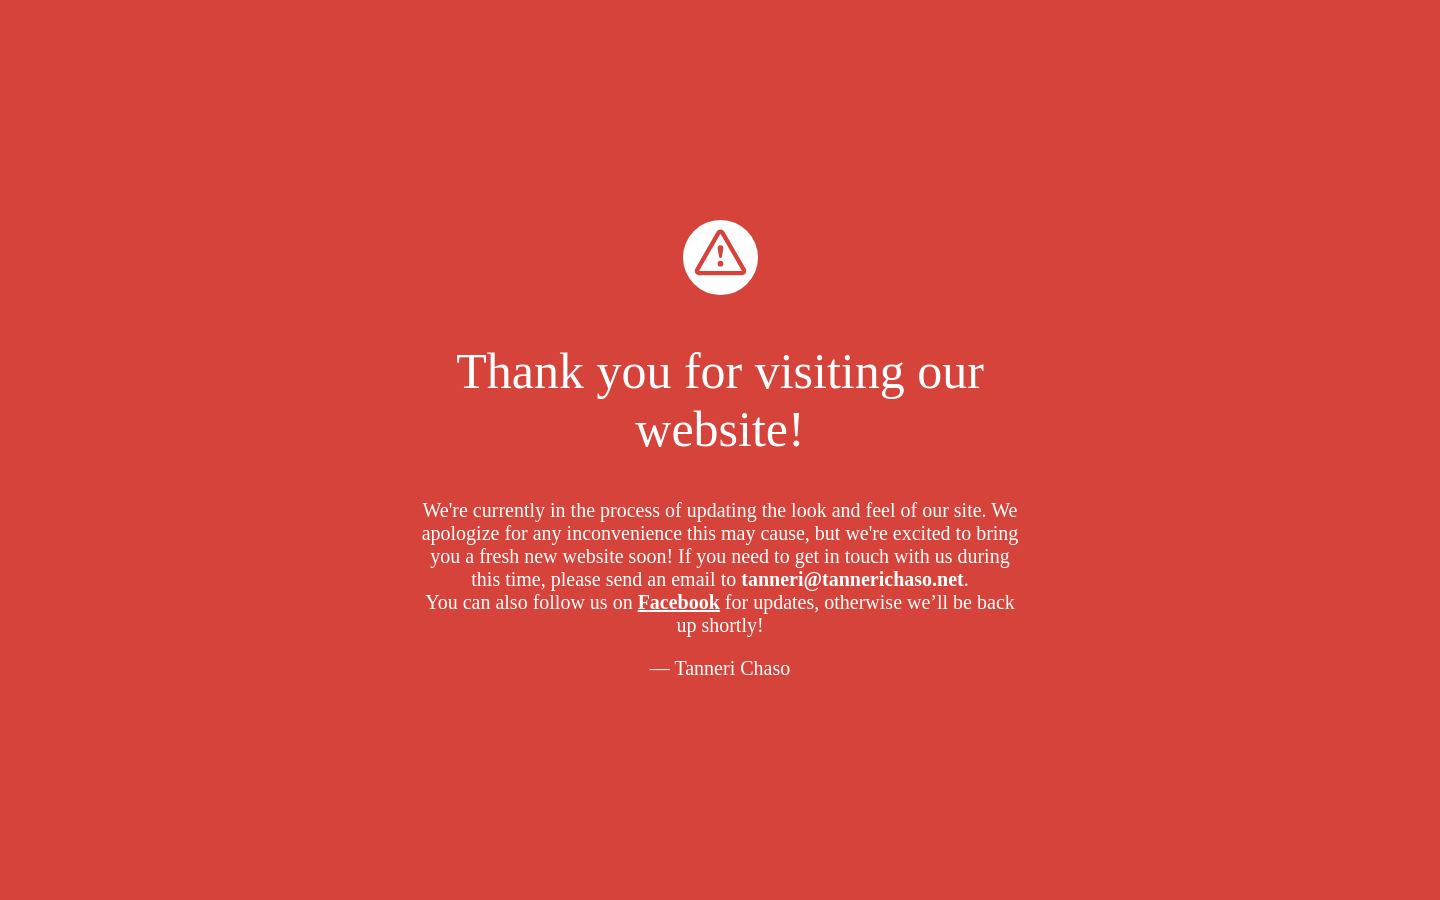 Thank you for visiting our
website!
We're currently in the process of updating the look and feel of our site. We
apologize for any inconvenience this may cause, but we're excited to bring
you a fresh new website soon! If you need to get in touch with us during
this time, please send an email to tanneri@tannerichaso.net.
You can also follow us on Facebook for updates, otherwise we’ll be back
up shortly!
— Tanneri Chaso